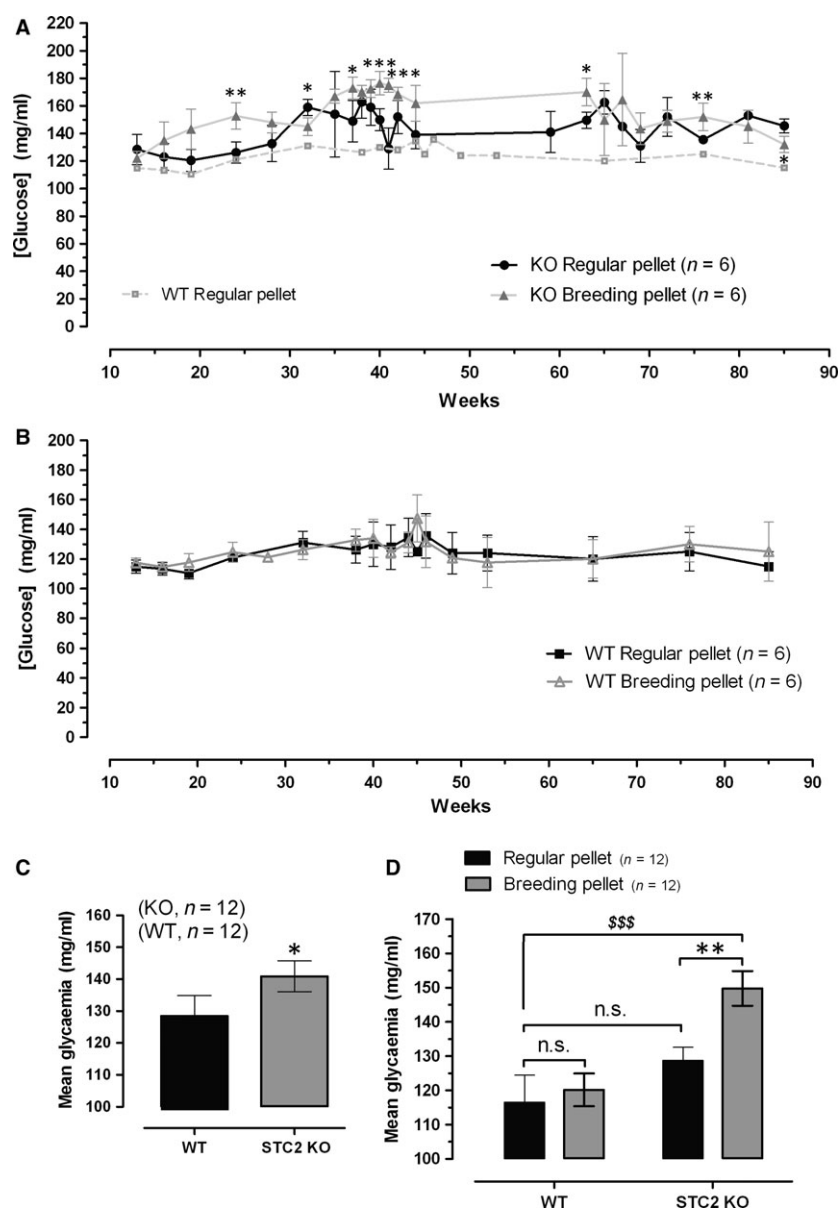 A
220
200
180
160
140
120
100
80
60
40
20
0
[Glucose] (mg/ml)
** * * *** *** * ** *
WT Regular pellet
KO Regular pellet (n = 6)
KO Breeding pellet (n = 6)
10 20 30 40 50 60 70 80 90
Weeks
B
200
180
160
140
120
100
80
60
40
20
0
[Glucose] (mg/ml)
WT Regular pellet (n = 6)
WT Breeding pellet (n = 6)
10 20 30 40 50 60 70 80 90
Weeks
C
(KO, n = 12)
(WT, n = 12)
*
160
150
140
130
120
110
100
Mean glycaemia (mg/ml)
WT STC2 KO
D
Regular pellet (n = 12)
Breeding pellet (n = 12)
170
160
150
140
130
120
110
100
Mean glycaemia (mg/ml)
$$$
**
n.s.
n.s.
WT STC2 KO